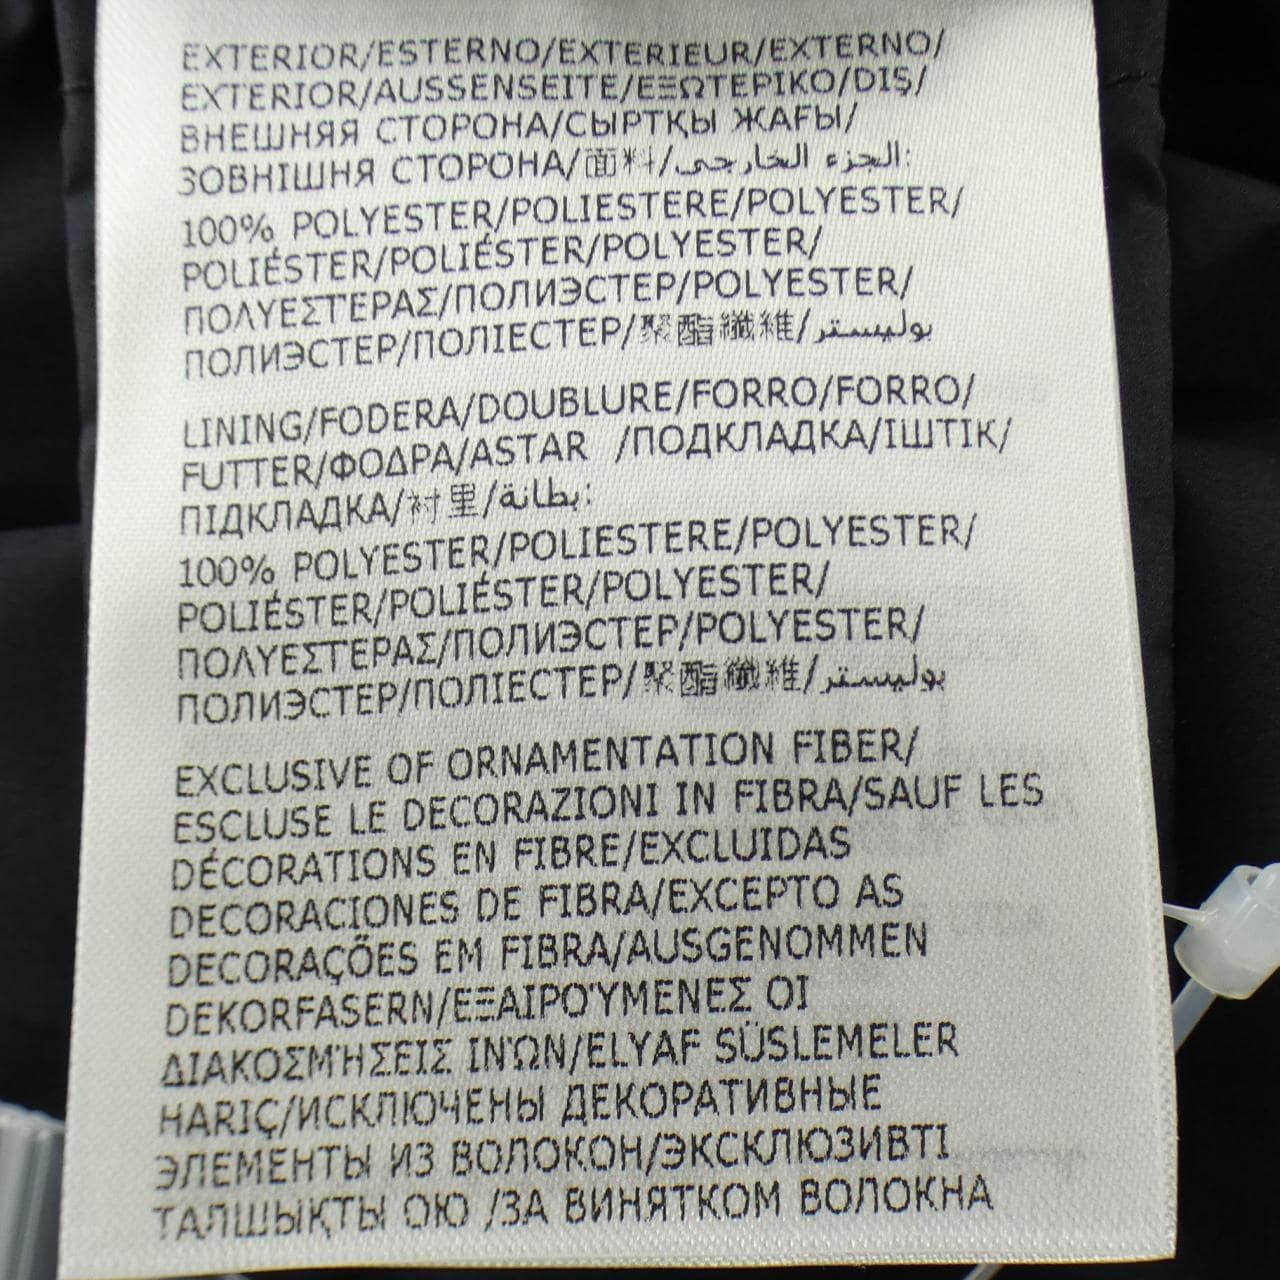 EXTERIOR/ESTERNO/EXTERIEUR/EXTERNO/
EXTERIOR/AUSSENSEITE/ΕΞΩΤΕΡΙΚΟ/DIŞ/
ВНЕШНЯЯ СТОРОНА/СЫРТҚЫ ЖАҒЫ/
ЗОВНІШНЯ СТОРОНА/面料/الجزء الخارجي:
100% POLYESTER/POLIESTERE/POLYESTER/
POLIÉSTER/POLIÉSTER/POLYESTER/
ΠΟΛΥΕΣΤΕΡΑΣ/ПОЛИЭСТЕР/POLYESTER/
ПОЛИЭСТЕР/ПОЛІЕСТЕР/聚酯纖維/بوليستر
LINING/FODERA/DOUBLURE/FORRO/FORRO/
FUTTER/ΦΟΔΡΑ/ASTAR /ПОДКЛАДКА/ІШТІК/
ПІДКЛАДКА/衬里/بطانة:
100% POLYESTER/POLIESTERE/POLYESTER/
POLIÉSTER/POLIÉSTER/POLYESTER/
ΠΟΛΥΕΣΤΕΡΑΣ/ПОЛИЭСТЕР/POLYESTER/
ПОЛИЭСТЕР/ПОЛІЕСТЕР/聚酯纖維/بوليستر
EXCLUSIVE OF ORNAMENTATION FIBER/
ESCLUSE LE DECORAZIONI IN FIBRA/SAUF LES
DÉCORATIONS EN FIBRE/EXCLUIDAS
DECORACIONES DE FIBRA/EXCEPTO AS
DECORAÇÕES EM FIBRA/AUSGENOMMEN
DEKORFASERN/ΕΞΑΙΡΟΎΜΕΝΕΣ ΟΙ
ΔΙΑΚΟΣΜΉΣΕΙΣ ΙΝΏΝ/ELYAF SÜSLEMELER
HARIÇ/ИСКЛЮЧЕНЫ ДЕКОРАТИВНЫЕ
ЭЛЕМЕНТЫ ИЗ ВОЛОКОН/ЭКСКЛЮЗИВТІ
ТАЛШЫҚТЫ ОЮ /ЗА ВИНЯТКОМ ВОЛОКНА